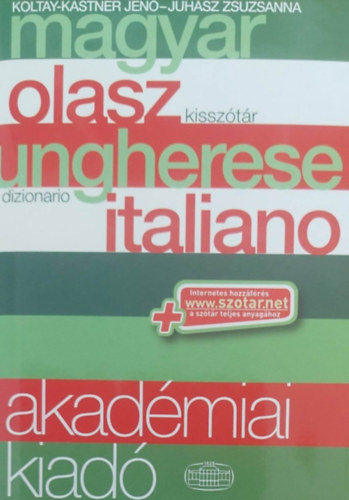 KOLTAY-KASTNER JENŐ–JUHÁSZ ZSUZSANNA
magyar
olasz kisszótár
ungherese
dizionario italiano
Internetes hozzáférés
www.szotar.net
a szótár teljes anyagához
akadémiai
kiadó